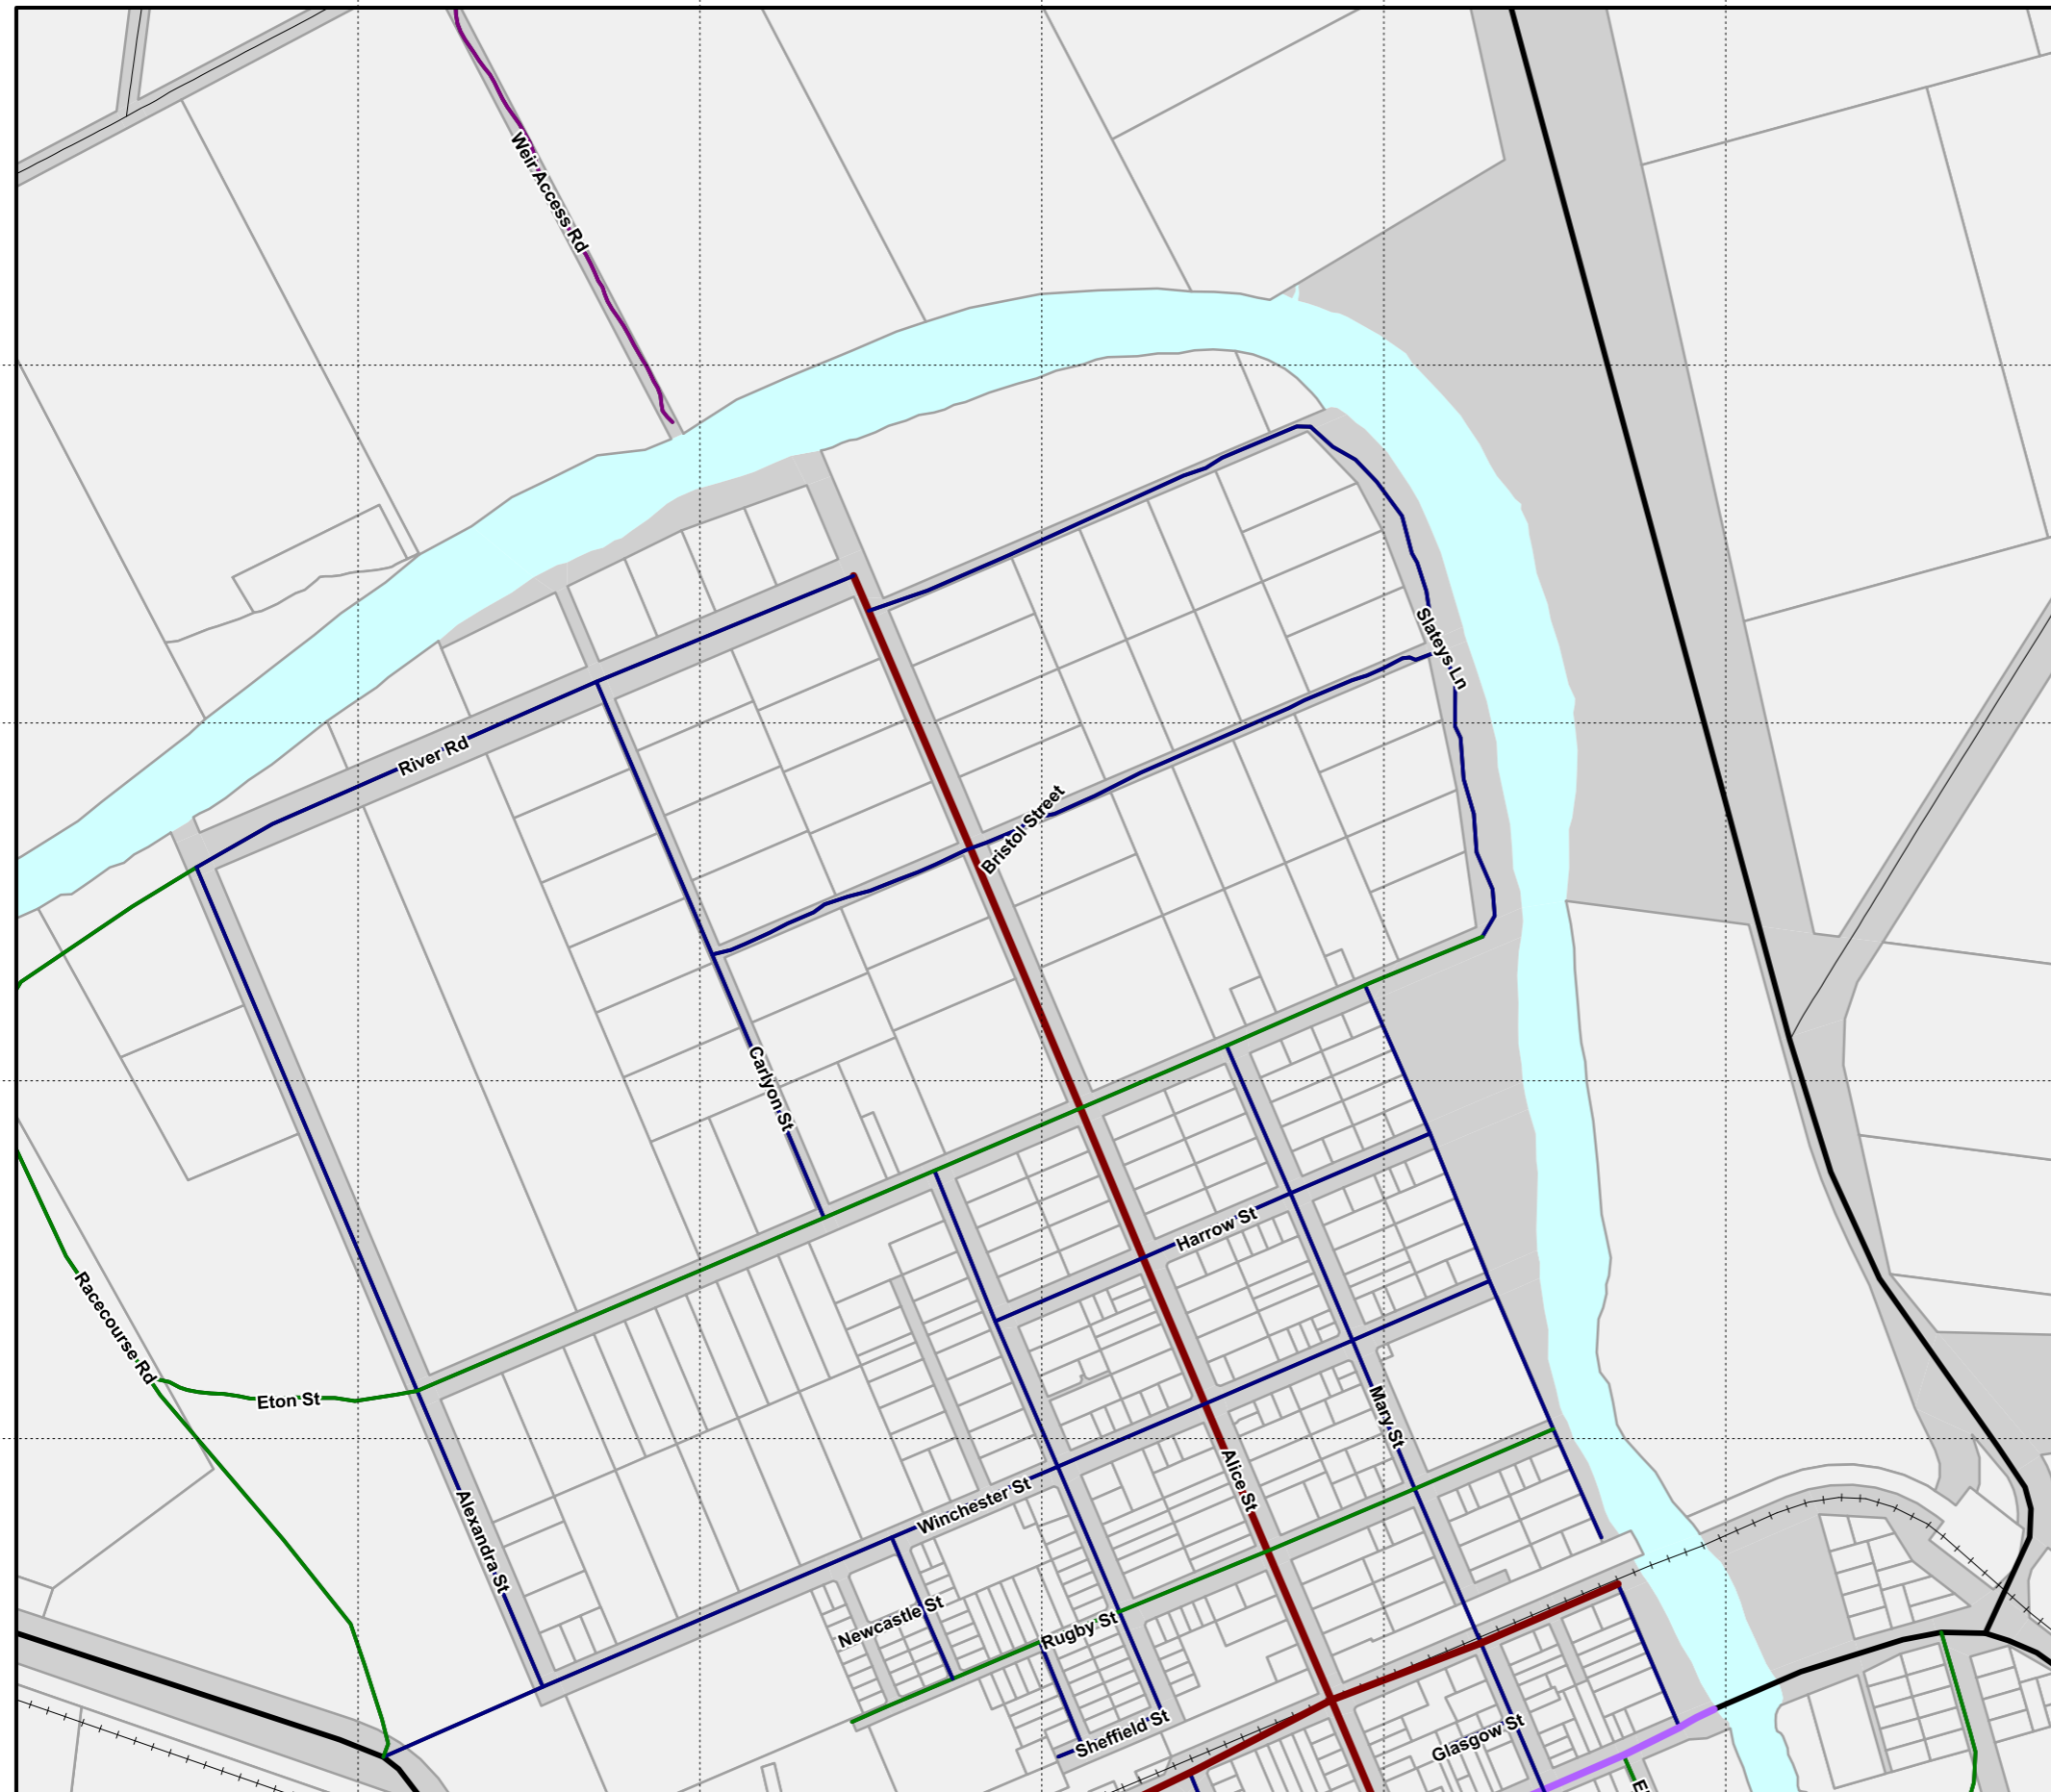 Weir Access Rd
Slateys Ln
River Rd
Bristol Street
Carlyon St
Harrow St
Racecourse Rd
Eton St
Mary St
Alice St
Winchester St
Alexandra St
Newcastle St
Rugby St
Sheffield St
Glasgow St